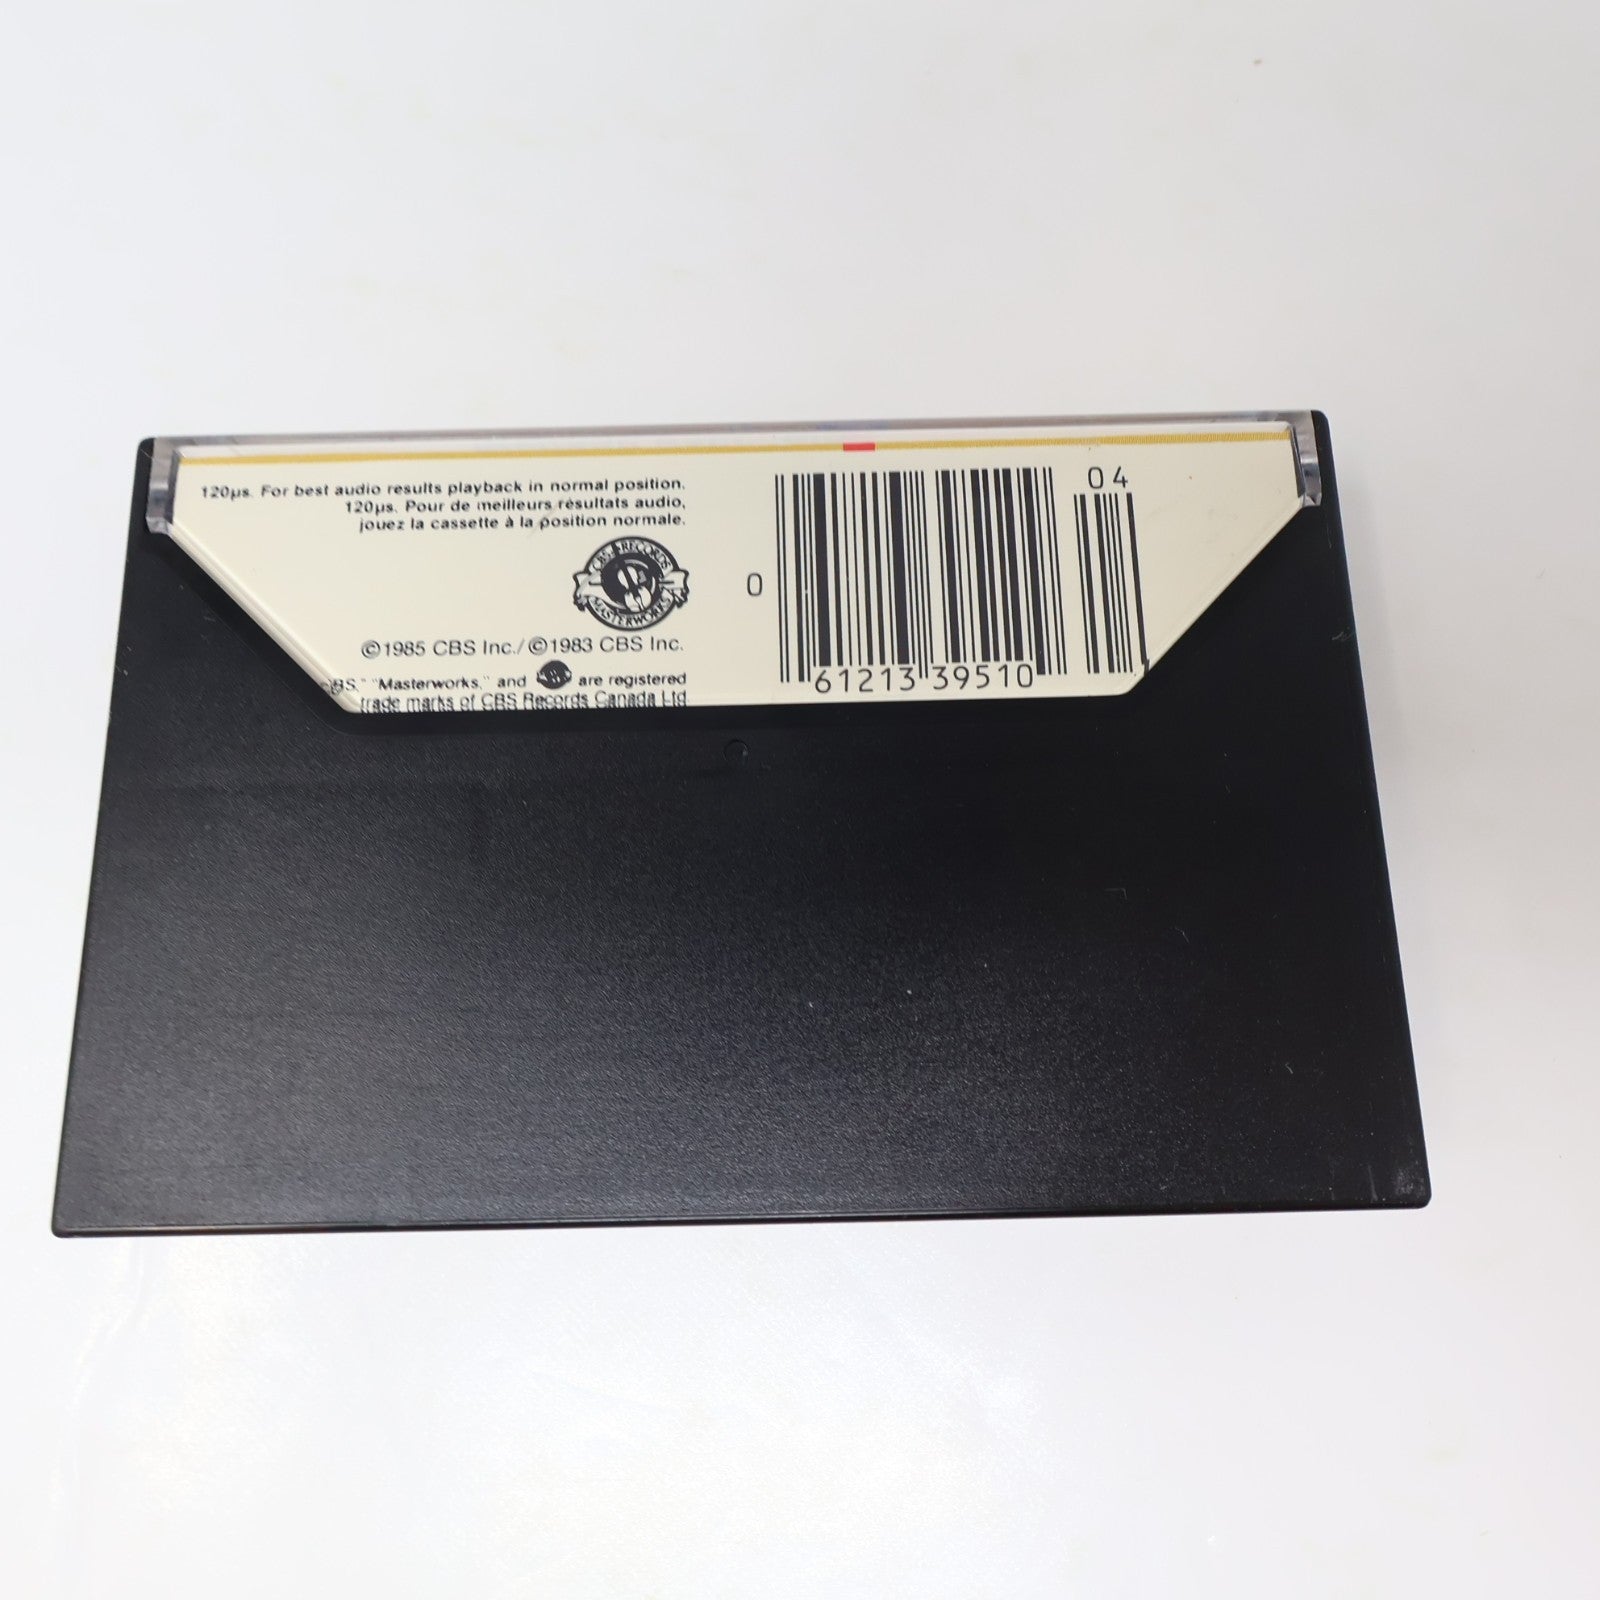 120µs. For best audio results playback in normal position.
120µs. Pour de meilleurs résultats audio,
jouez la cassette à la position normale.
CBS RECORDS
MASTERWORKS
©1985 CBS Inc./ ©1983 CBS Inc.
"Masterworks," and are registered
trade marks of CBS Records Canada Ltd
04
0
61213 39510